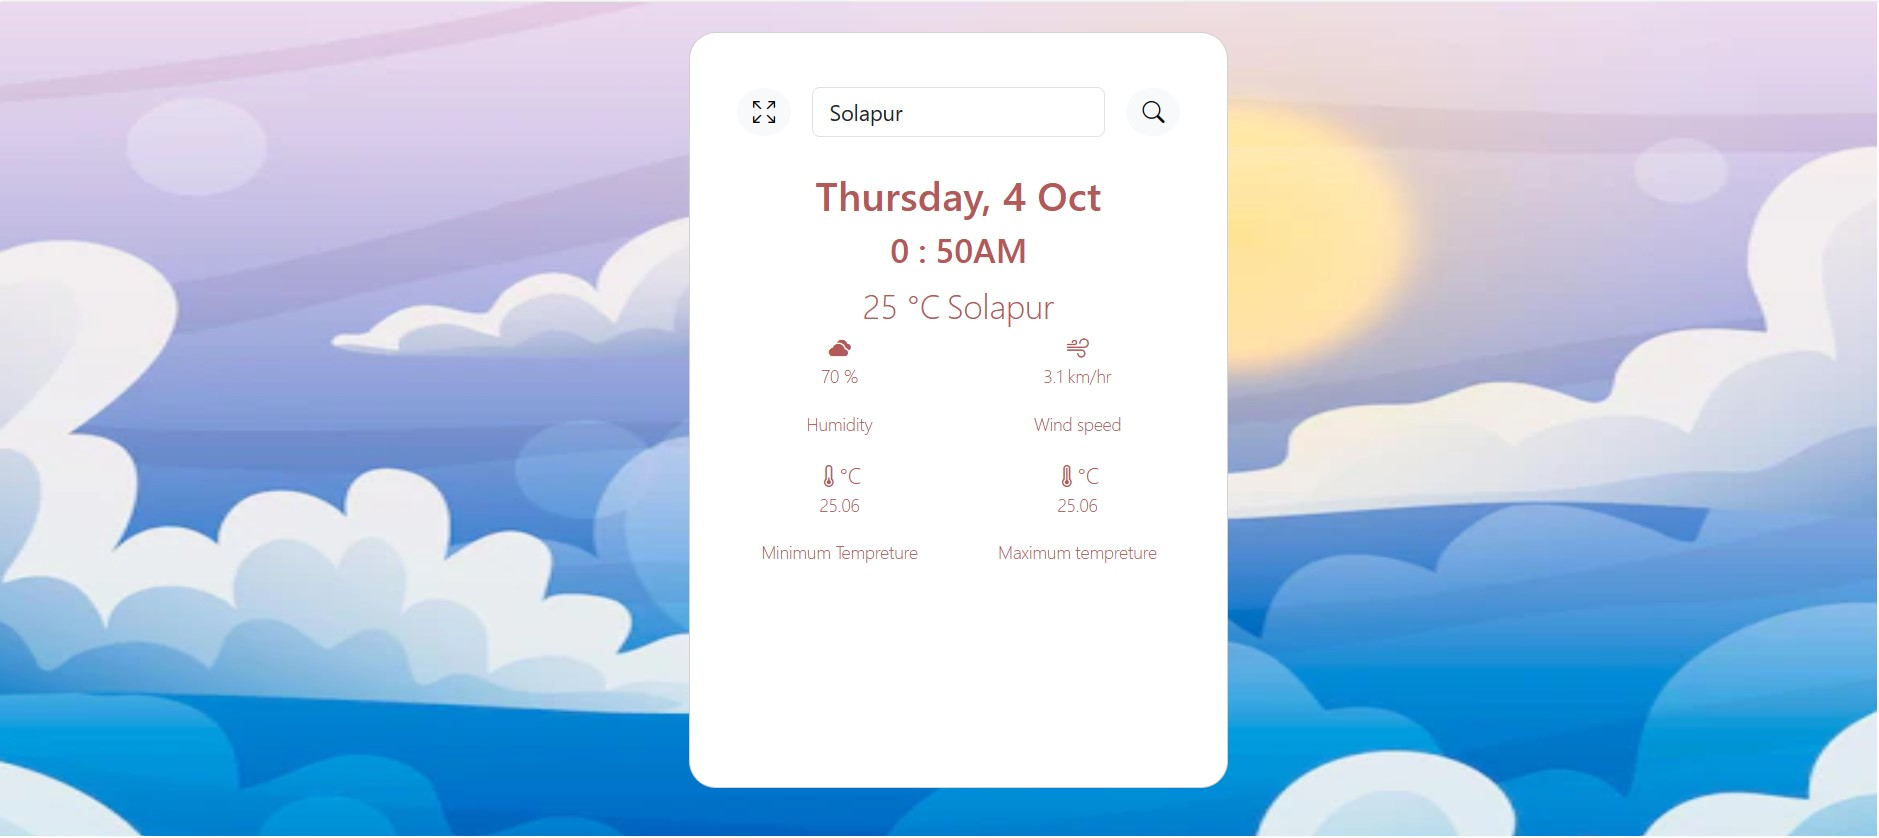 Solapur
Thursday, 4 Oct
0 : 50AM
25 °C Solapur
70 % 3.1 km/hr
Humidity Wind speed
°C °C
25.06 25.06
Minimum Tempreture Maximum tempreture